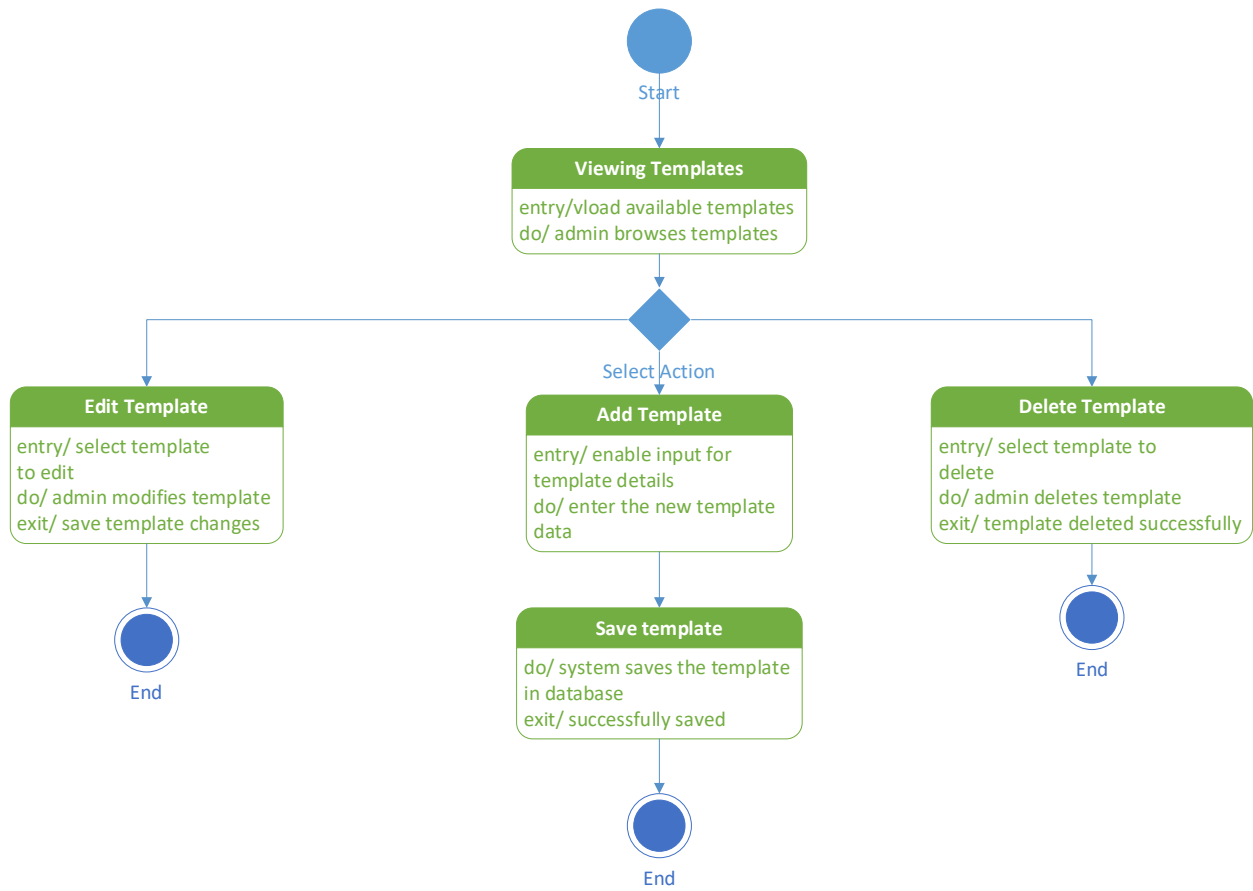 Start
Viewing Templates
entry/vload available templates
do/ admin browses templates
Select Action
Edit Template
entry/ select template
to edit
do/ admin modifies template
exit/ save template changes
End
Add Template
entry/ enable input for
template details
do/ enter the new template
data
Save template
do/ system saves the template
in database
exit/ successfully saved
End
Delete Template
entry/ select template to
delete
do/ admin deletes template
exit/ template deleted successfully
End